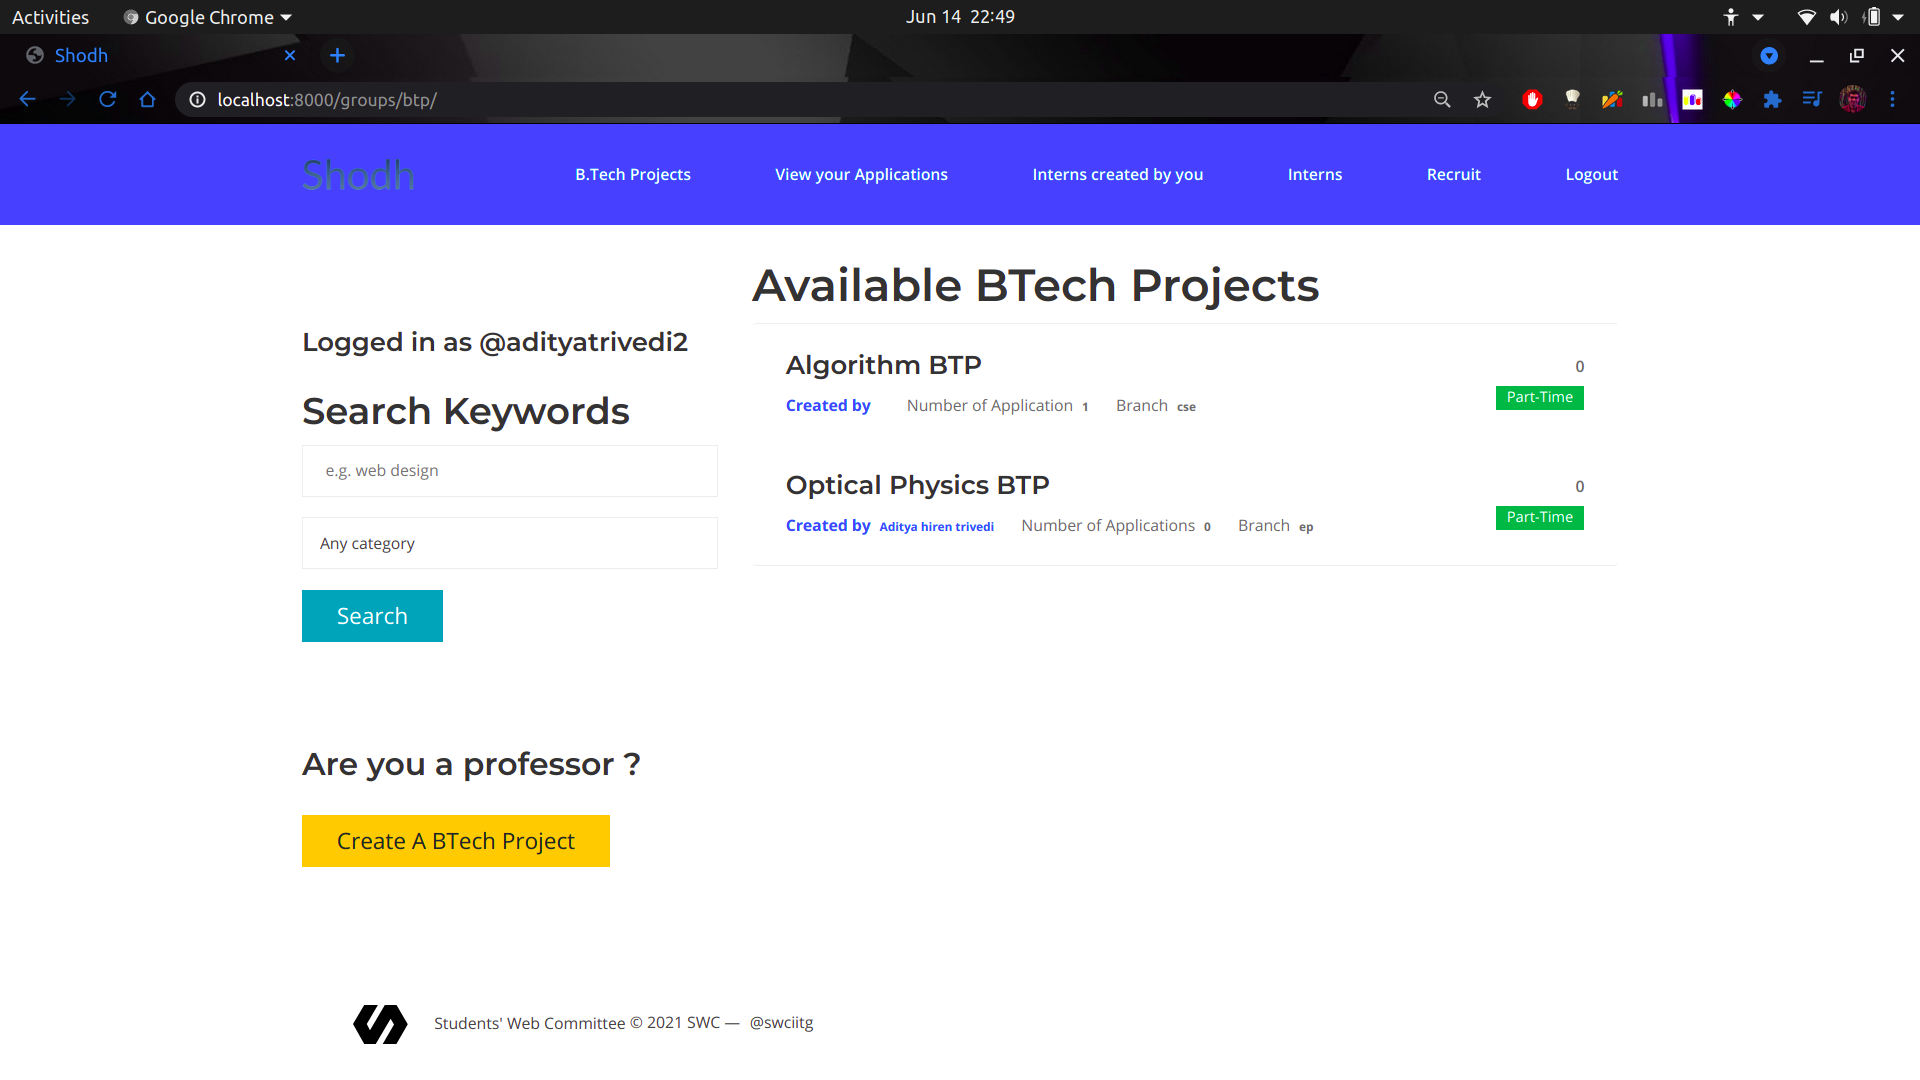 Activities Google Chrome Jun 14 22:49
Shodh
localhost:8000/groups/btp/
Shodh B.Tech Projects View your Applications Interns created by you Interns Recruit Logout
Available BTech Projects
Logged in as @adityatrivedi2
Algorithm BTP 0
Created by Number of Application 1 Branch cse Part-Time
Search Keywords
e.g. web design
Optical Physics BTP 0
Created by Aditya hiren trivedi Number of Applications 0 Branch ep Part-Time
Any category
Search
Are you a professor ?
Create A BTech Project
Students' Web Committee © 2021 SWC — @swciitg